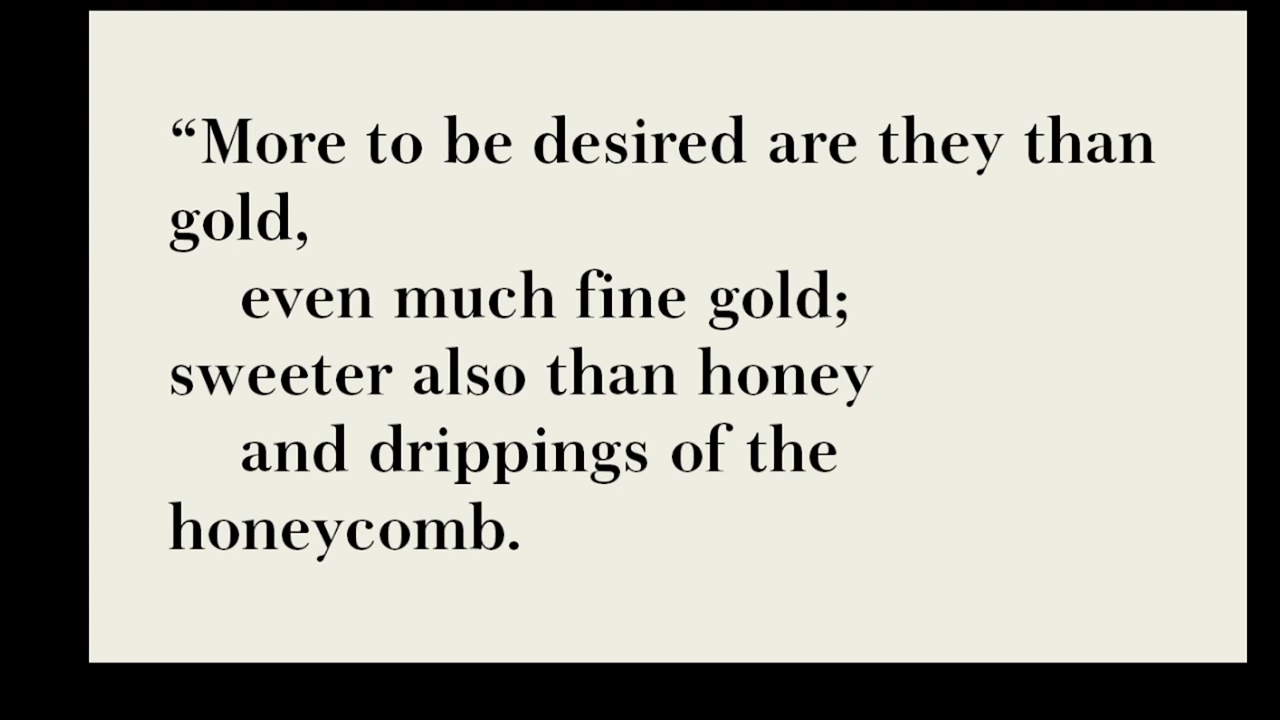 “More to be desired are they than
gold,
even much fine gold;
sweeter also than honey
and drippings of the
honeycomb.